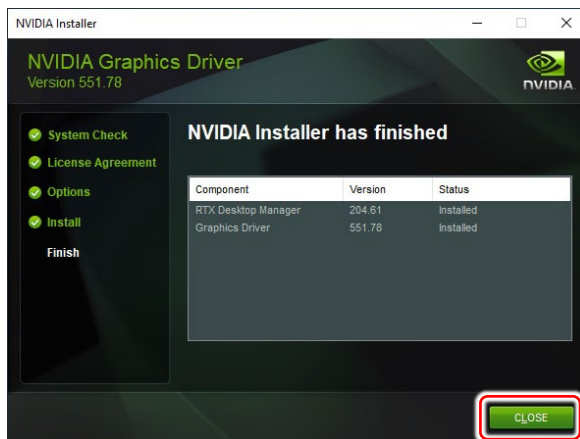 NVIDIA Installer
NVIDIA Graphics Driver
Version 551.78
NVIDIA
System Check
License Agreement
Options
Install
Finish
NVIDIA Installer has finished
Component Version Status
RTX Desktop Manager 204.61 Installed
Graphics Driver 551.78 Installed
CLOSE